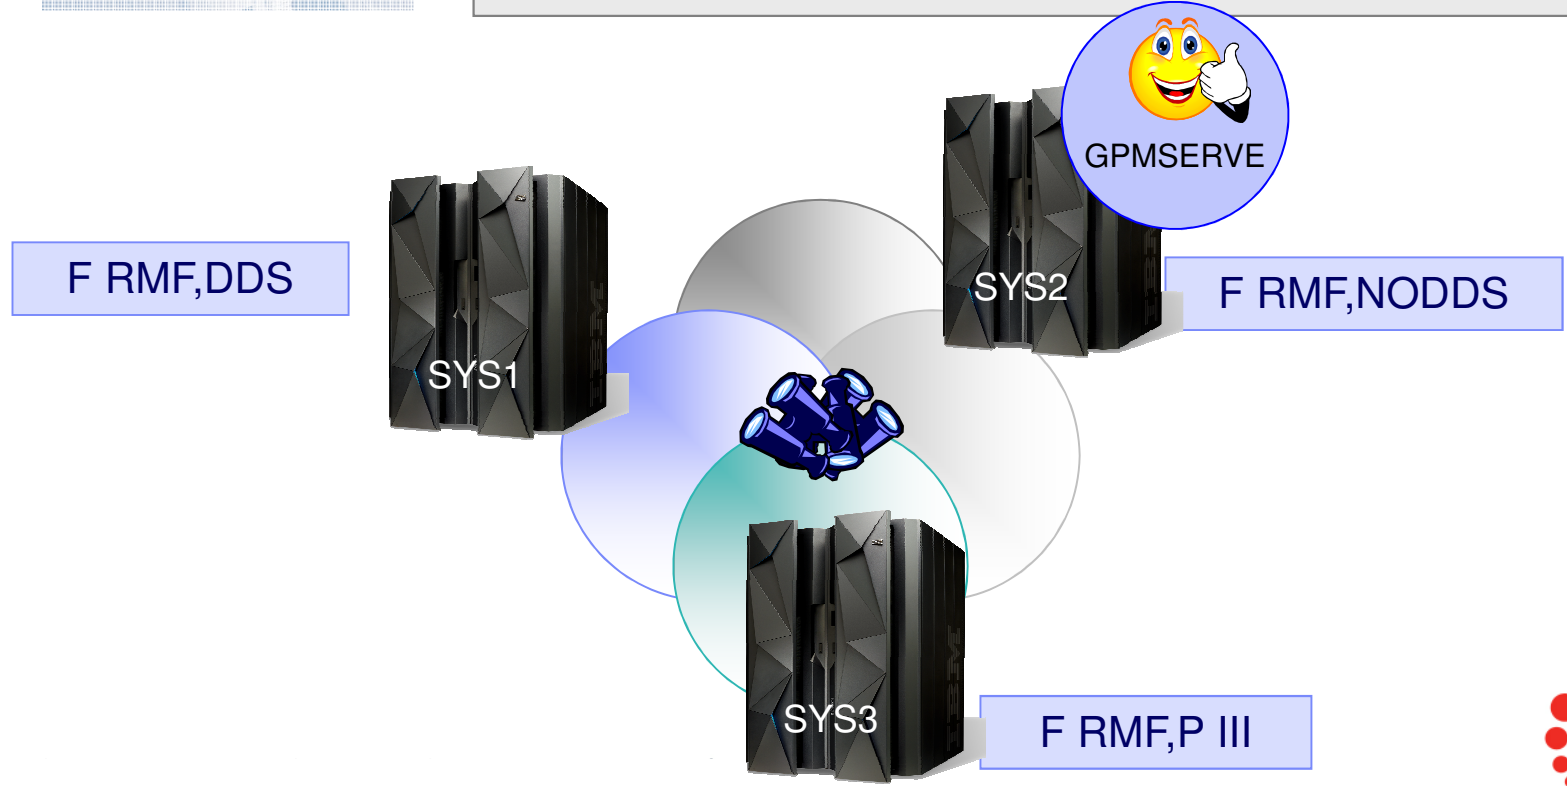 GPMSERVE
F RMF,DDS
SYS2
F RMF,NODDS
SYS1
SYS3
F RMF,P III